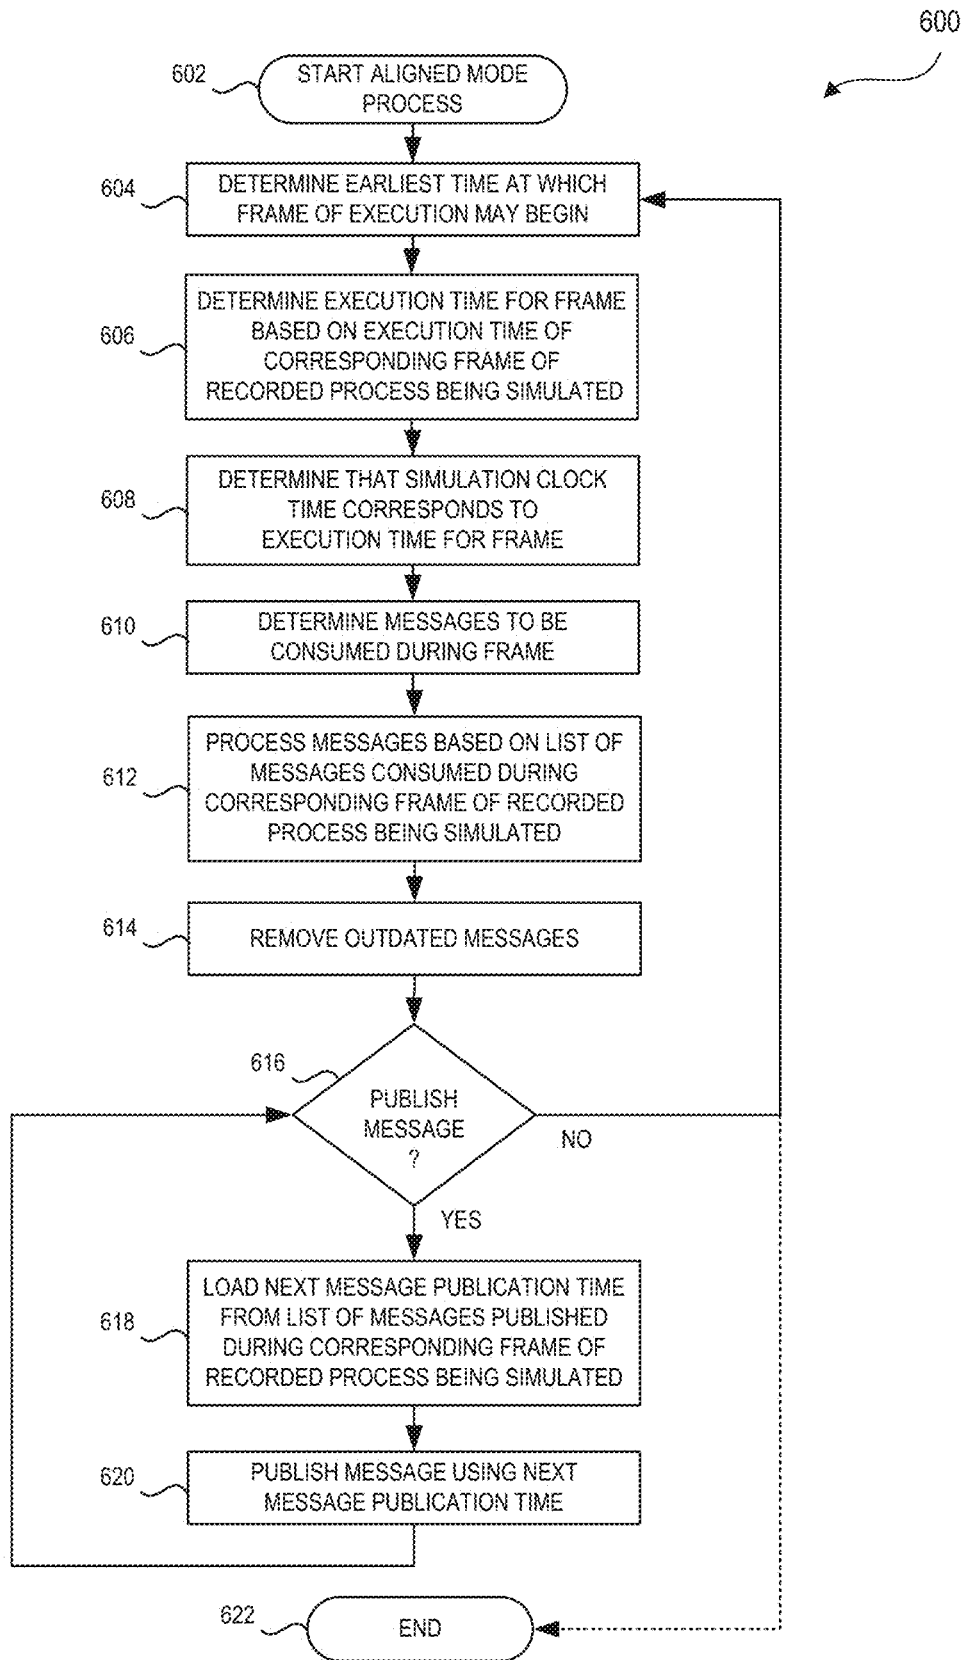 600
602
START ALIGNED MODE
PROCESS
604
DETERMINE EARLIEST TIME AT WHICH
FRAME OF EXECUTION MAY BEGIN
606
DETERMINE EXECUTION TIME FOR FRAME
BASED ON EXECUTION TIME OF
CORRESPONDING FRAME OF
RECORDED PROCESS BEING SIMULATED
608
DETERMINE THAT SIMULATION CLOCK
TIME CORRESPONDS TO
EXECUTION TIME FOR FRAME
610
DETERMINE MESSAGES TO BE
CONSUMED DURING FRAME
612
PROCESS MESSAGES BASED ON LIST OF
MESSAGES CONSUMED DURING
CORRESPONDING FRAME OF RECORDED
PROCESS BEING SIMULATED
614
REMOVE OUTDATED MESSAGES
616
PUBLISH
MESSAGE
?
NO
YES
618
LOAD NEXT MESSAGE PUBLICATION TIME
FROM LIST OF MESSAGES PUBLISHED
DURING CORRESPONDING FRAME OF
RECORDED PROCESS BEING SIMULATED
620
PUBLISH MESSAGE USING NEXT
MESSAGE PUBLICATION TIME
622
END